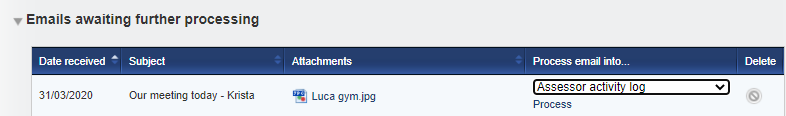 Emails awaiting further processing
Date received Subject Attachments Process email into... Delete
31/03/2020 Our meeting today - Krista Luca gym.jpg Assessor activity log
Process